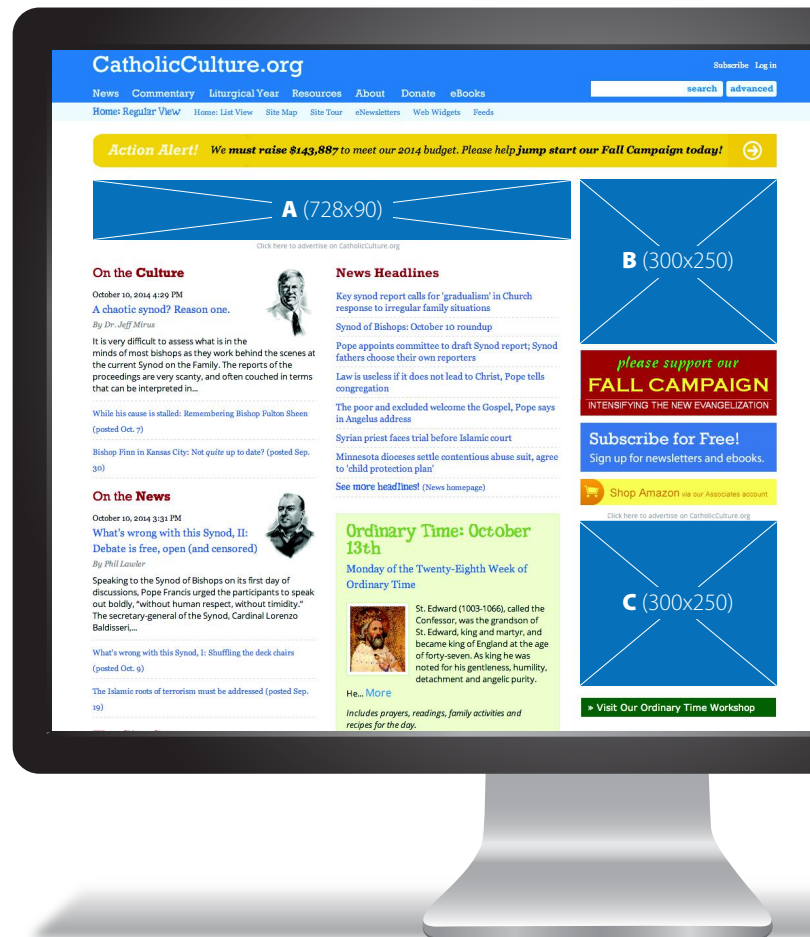 CatholicCulture.org
Subscribe Log in
News Commentary Liturgical Year Resources About Donate eBooks
search advanced
Home: Regular View Home: List View Site Map Site Tour eNewsletters Web Widgets Feeds
Action Alert! We must raise $143,887 to meet our 2014 budget. Please help jump start our Fall Campaign today!
A (728x90)
Click here to advertise on CatholicCulture.org
On the Culture
October 10, 2014 4:29 PM
A chaotic synod? Reason one.
By Dr. Jeff Mirus
It is very difficult to assess what is in the
minds of most bishops as they work behind the scenes at
the current Synod on the Family. The reports of the
proceedings are very scanty, and often couched in terms
that can be interpreted in...
While his cause is stalled: Remembering Bishop Fulton Sheen
(posted Oct. 7)
Bishop Finn in Kansas City: Not quite up to date? (posted Sep.
30)
On the News
October 10, 2014 3:31 PM
What's wrong with this Synod, II:
Debate is free, open (and censored)
By Phil Lawler
Speaking to the Synod of Bishops on its first day of
discussions, Pope Francis urged the participants to speak
out boldly, “without human respect, without timidity.”
The secretary-general of the Synod, Cardinal Lorenzo
Baldisseri,...
What's wrong with this Synod, I: Shuffling the deck chairs
(posted Oct. 9)
The Islamic roots of terrorism must be addressed (posted Sep.
19)
News Headlines
Key synod report calls for 'gradualism' in Church
response to irregular family situations
Synod of Bishops: October 10 roundup
Pope appoints committee to draft Synod report; Synod
fathers choose their own reporters
Law is useless if it does not lead to Christ, Pope tells
congregation
The poor and excluded welcome the Gospel, Pope says
in Angelus address
Syrian priest faces trial before Islamic court
Minnesota dioceses settle contentious abuse suit, agree
to 'child protection plan'
See more headlines! (News homepage)
Ordinary Time: October
13th
Monday of the Twenty-Eighth Week of
Ordinary Time
St. Edward (1003-1066), called the
Confessor, was the grandson of
St. Edward, king and martyr, and
became king of England at the age
of forty-seven. As king he was
noted for his gentleness, humility,
detachment and angelic purity.
He... More
Includes prayers, readings, family activities and
recipes for the day.
B (300x250)
please support our
FALL CAMPAIGN
INTENSIFYING THE NEW EVANGELIZATION
Subscribe for Free!
Sign up for newsletters and ebooks.
Shop Amazon via our Associates account
Click here to advertise on CatholicCulture.org
C (300x250)
» Visit Our Ordinary Time Workshop